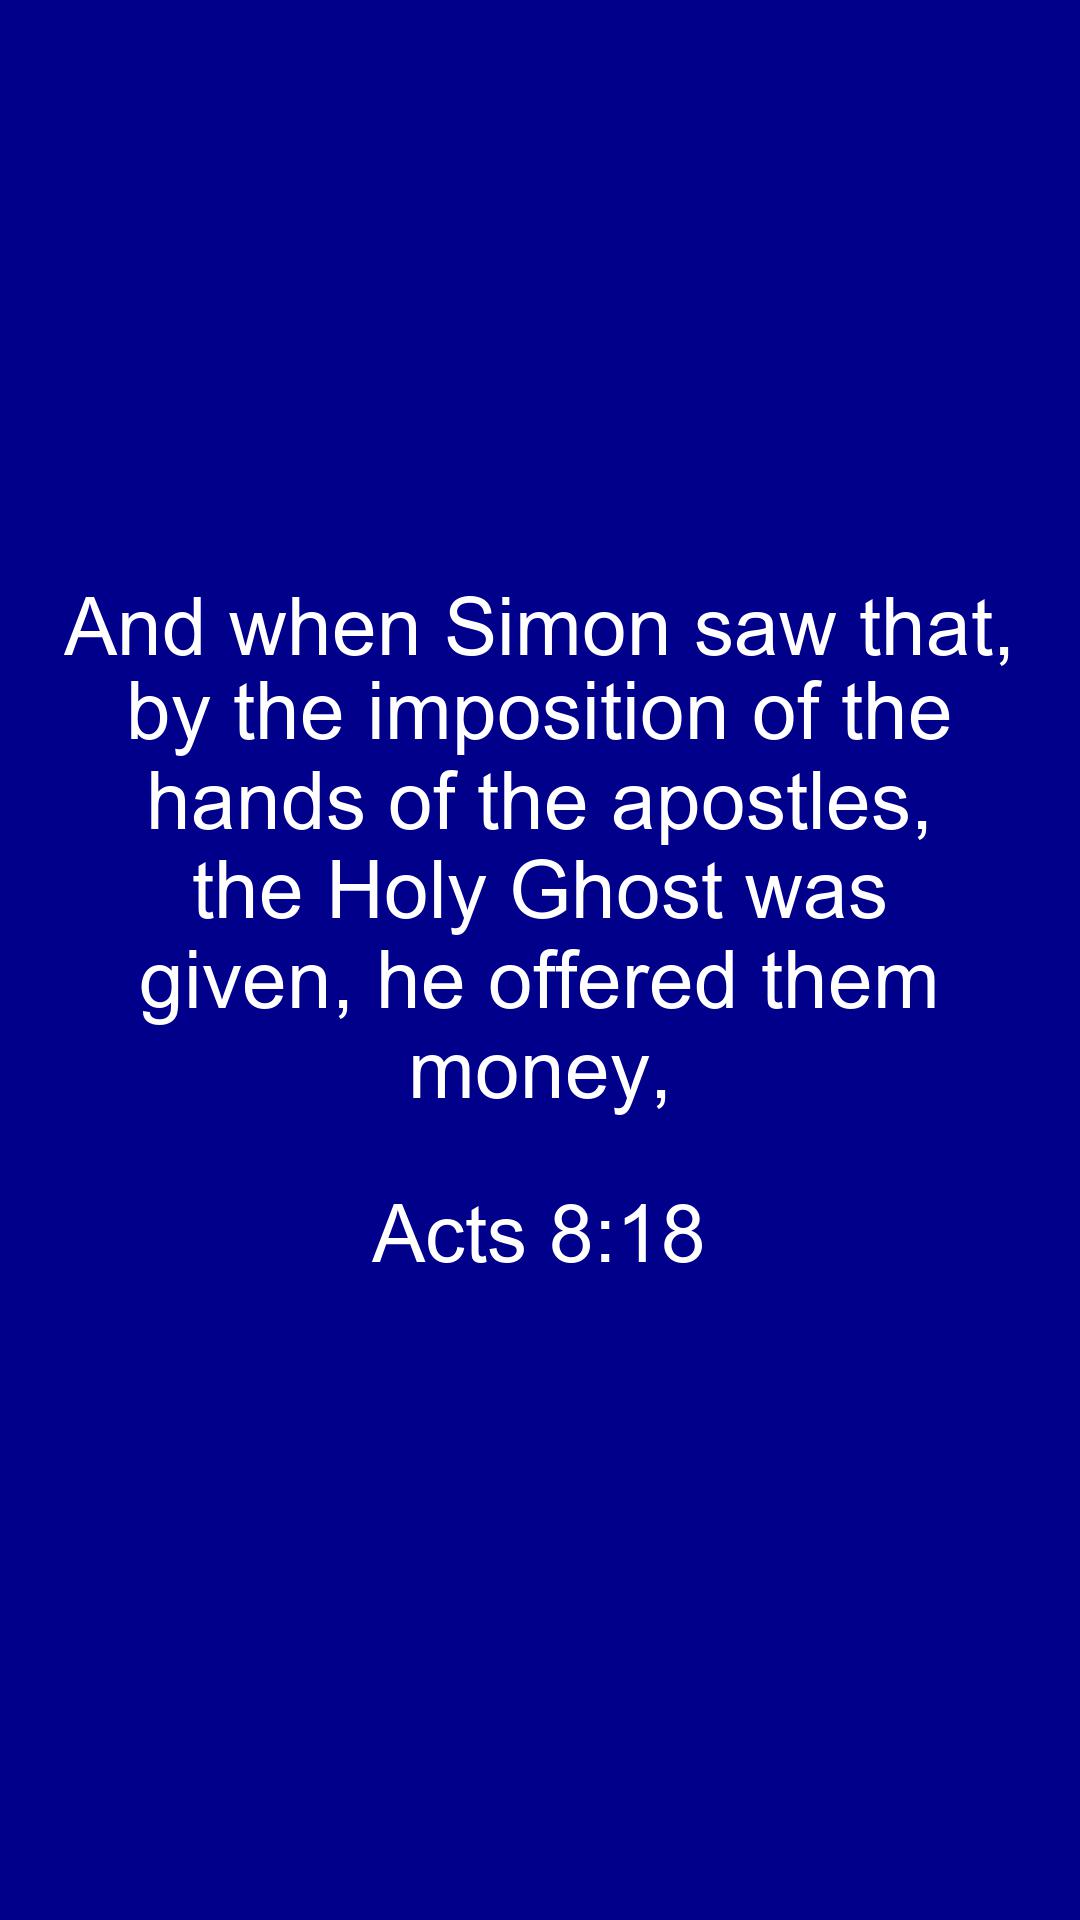 And when Simon saw that,
by the imposition of the
hands of the apostles,
the Holy Ghost was
given, he offered them
money,
Acts 8:18